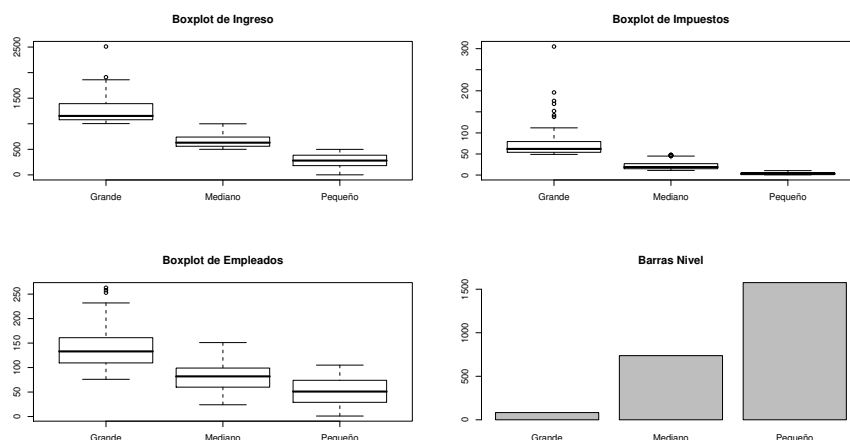 Boxplot de Ingreso
2500
1500
500
0
Grande Mediano Pequeño
Boxplot de Impuestos
300
200
100
50
0
Grande Mediano Pequeño
Boxplot de Empleados
250
200
150
100
50
0
Grande Mediano Pequeño
Barras Nivel
1500
1000
500
0
Grande Mediano Pequeño